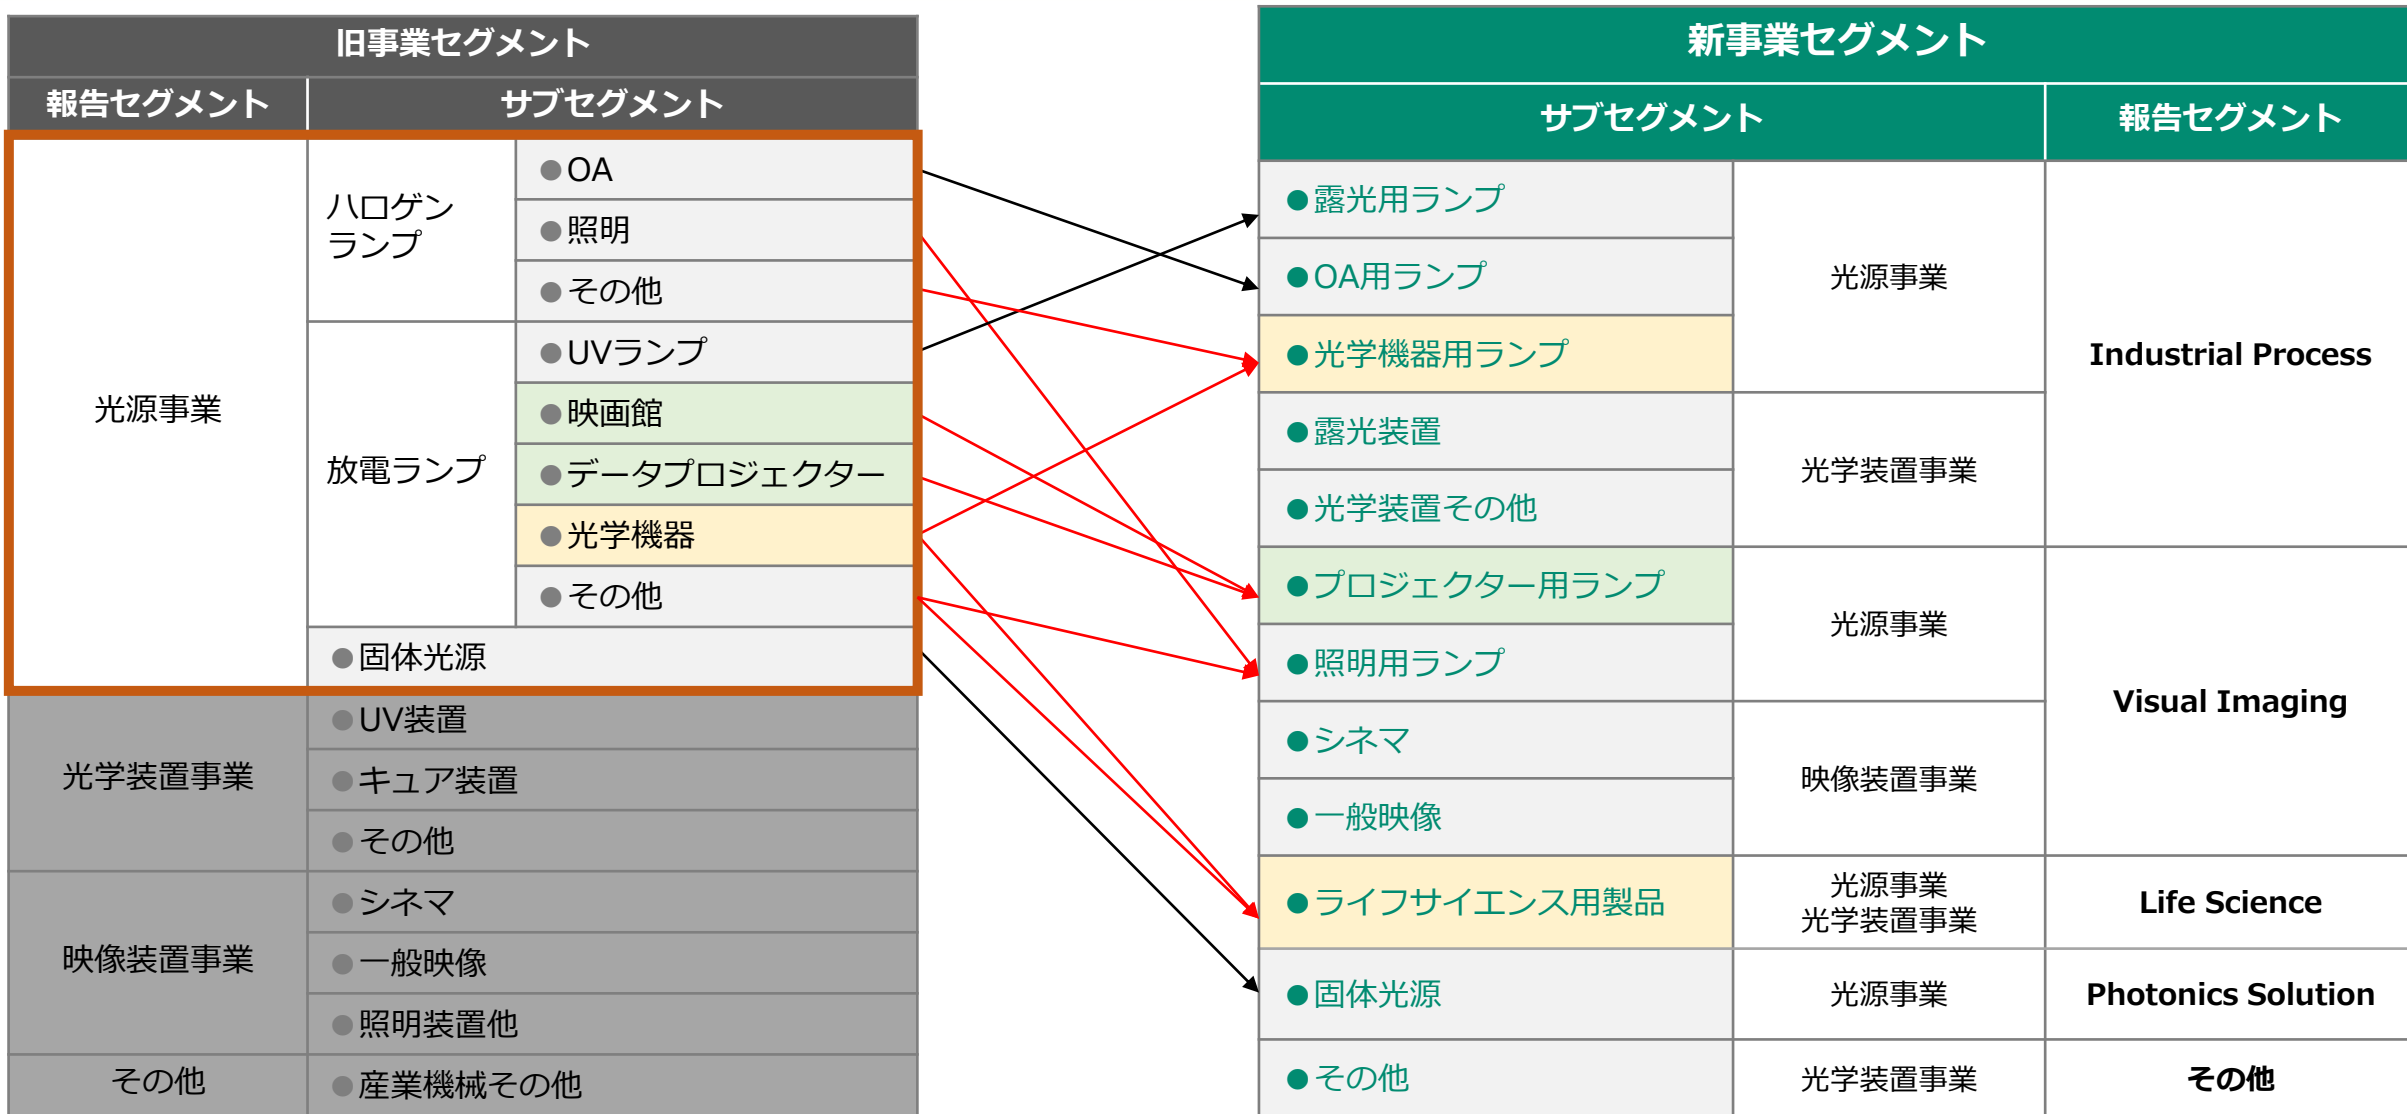 旧事業セグメント
報告セグメント サブセグメント
光源事業
ハロゲン
ランプ
●OA
●照明
●その他
放電ランプ
●UVランプ
●映画館
●データプロジェクター
●光学機器
●その他
●固体光源
光学装置事業
●UV装置
●キュア装置
●その他
映像装置事業
●シネマ
●一般映像
●照明装置他
その他
●産業機械その他
新事業セグメント
サブセグメント 報告セグメント
●露光用ランプ
●OA用ランプ
●光学機器用ランプ
光源事業
●露光装置
●光学装置その他
光学装置事業
Industrial Process
●プロジェクター用ランプ
●照明用ランプ
光源事業
●シネマ
●一般映像
映像装置事業
Visual Imaging
●ライフサイエンス用製品
光源事業
光学装置事業
Life Science
●固体光源
光源事業
Photonics Solution
●その他
光学装置事業
その他